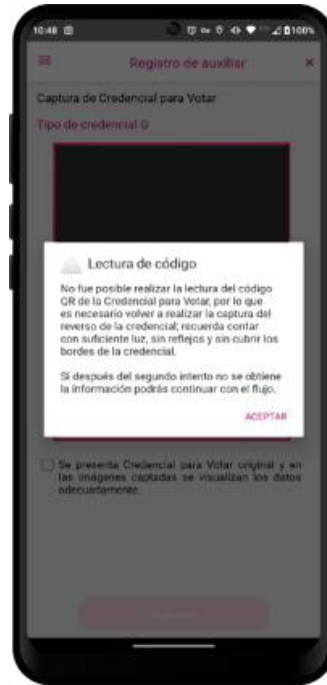 10:48
100%
Registro de auxiliar
Captura de Credencial para Votar
Tipo de credencial G
Lectura de código
No fue posible realizar la lectura del código
QR de la Credencial para Votar, por lo que
es necesario volver a realizar la captura del
reverso de la credencial; recuerda contar
con suficiente luz, sin reflejos y sin cubrir los
bordes de la credencial.
Si después del segundo intento no se obtiene
la información podrás continuar con el flujo.
ACEPTAR
Se presenta Credencial para Votar original y en
las imágenes captadas se visualizan los datos
adecuadamente.